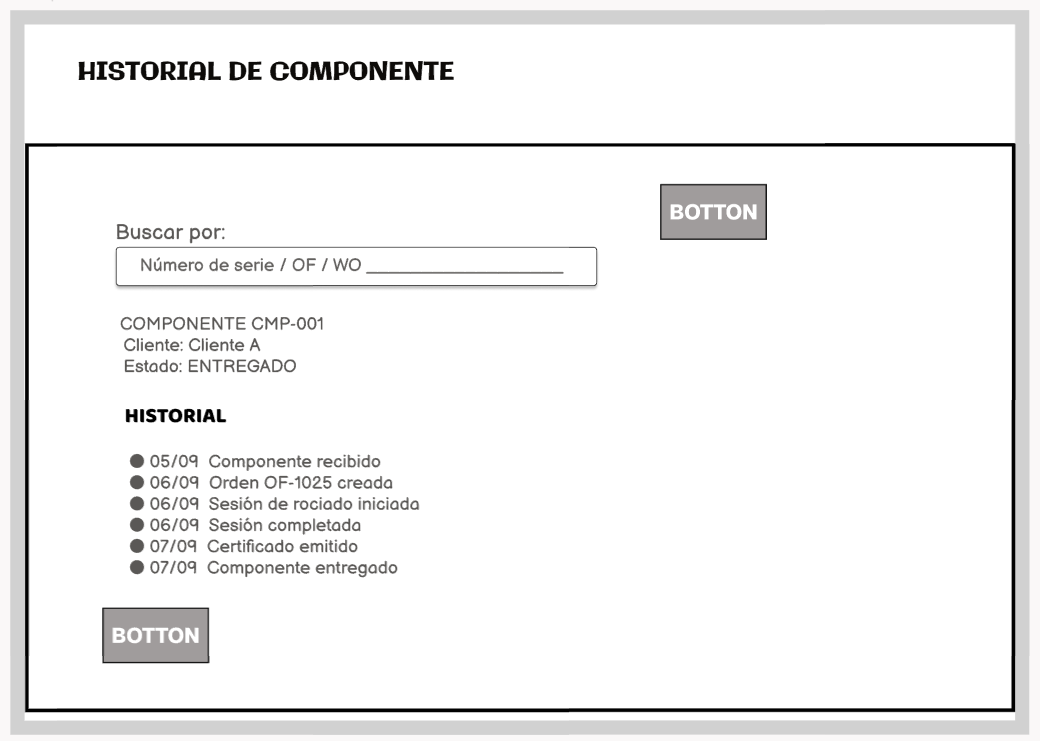 HISTORIAL DE COMPONENTE
BOTTON
Buscar por:
Número de serie / OF / WO ____________________
COMPONENTE CMP-001
Cliente: Cliente A
Estado: ENTREGADO
HISTORIAL
● 05/09 Componente recibido
● 06/09 Orden OF-1025 creada
● 06/09 Sesión de rociado iniciada
● 06/09 Sesión completada
● 07/09 Certificado emitido
● 07/09 Componente entregado
BOTTON